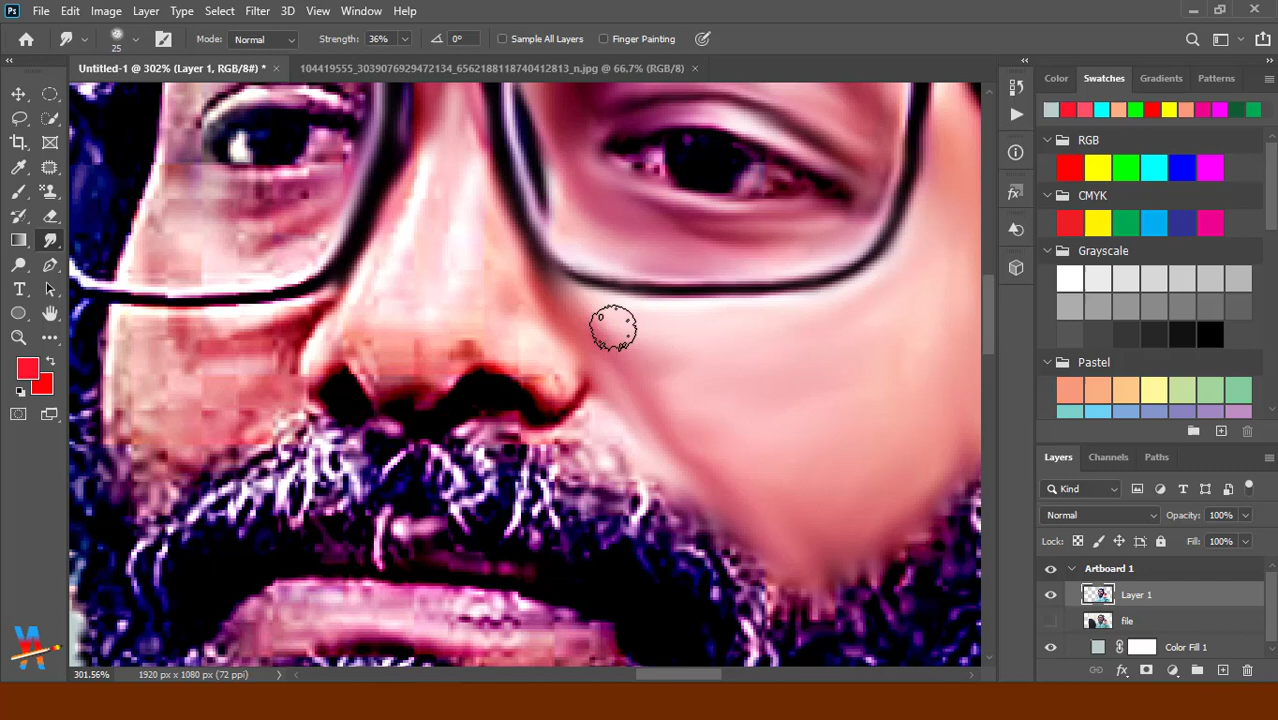 Ps File Edit Image Layer Type Select Filter 3D View Window Help
25 Mode: Normal Strength: 36% 0° Sample All Layers Finger Painting
Untitled-1 @ 302% (Layer 1, RGB/8#) * × 104419555_3039076929472134_6562188118740412813_n.jpg @ 66.7% (RGB/8) ×
Color Swatches Gradients Patterns
RGB
CMYK
Grayscale
Pastel
Layers Channels Paths
Kind
Normal Opacity: 100%
Lock: Fill: 100%
Artboard 1
Layer 1
file
Color Fill 1
301.56% 1920 px x 1080 px (72 ppi)